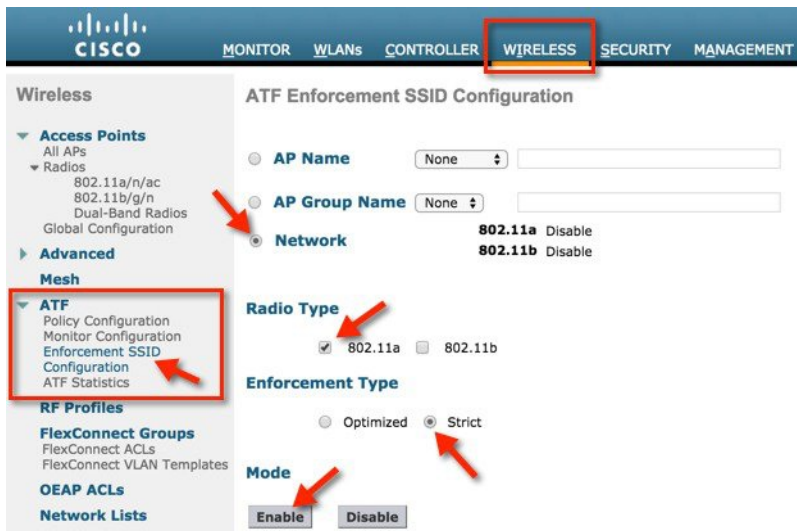 CISCO
MONITOR WLANs CONTROLLER WIRELESS SECURITY MANAGEMENT
Wireless
Access Points
All APs
Radios
802.11a/n/ac
802.11b/g/n
Dual-Band Radios
Global Configuration
Advanced
Mesh
ATF
Policy Configuration
Monitor Configuration
Enforcement SSID
Configuration
ATF Statistics
RF Profiles
FlexConnect Groups
FlexConnect ACLs
FlexConnect VLAN Templates
OEAP ACLs
Network Lists
ATF Enforcement SSID Configuration
AP Name None
AP Group Name None
Network
802.11a Disable
802.11b Disable
Radio Type
802.11a 802.11b
Enforcement Type
Optimized Strict
Mode
Enable Disable